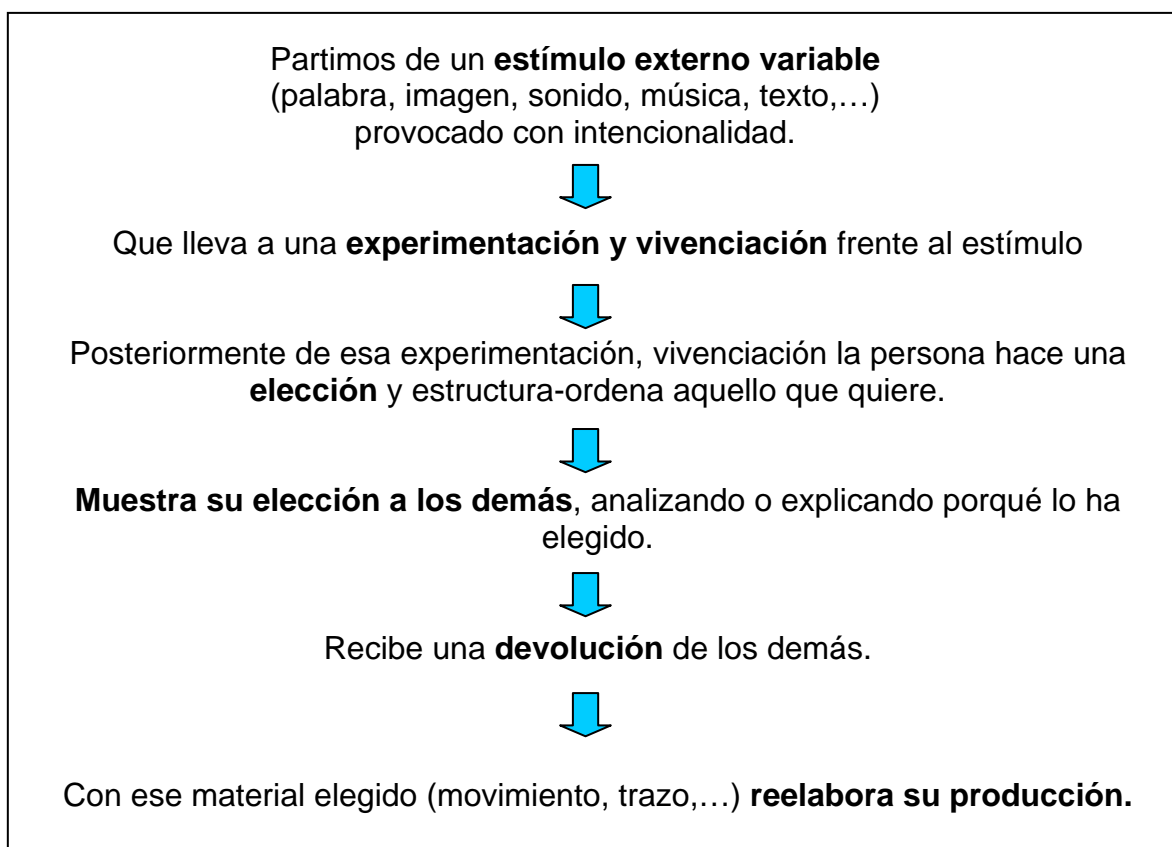 Partimos de un estímulo externo variable
(palabra, imagen, sonido, música, texto,…)
provocado con intencionalidad.
Que lleva a una experimentación y vivenciación frente al estímulo
Posteriormente de esa experimentación, vivenciación la persona hace una
elección y estructura-ordena aquello que quiere.
Muestra su elección a los demás, analizando o explicando porqué lo ha
elegido.
Recibe una devolución de los demás.
Con ese material elegido (movimiento, trazo,…) reelabora su producción.